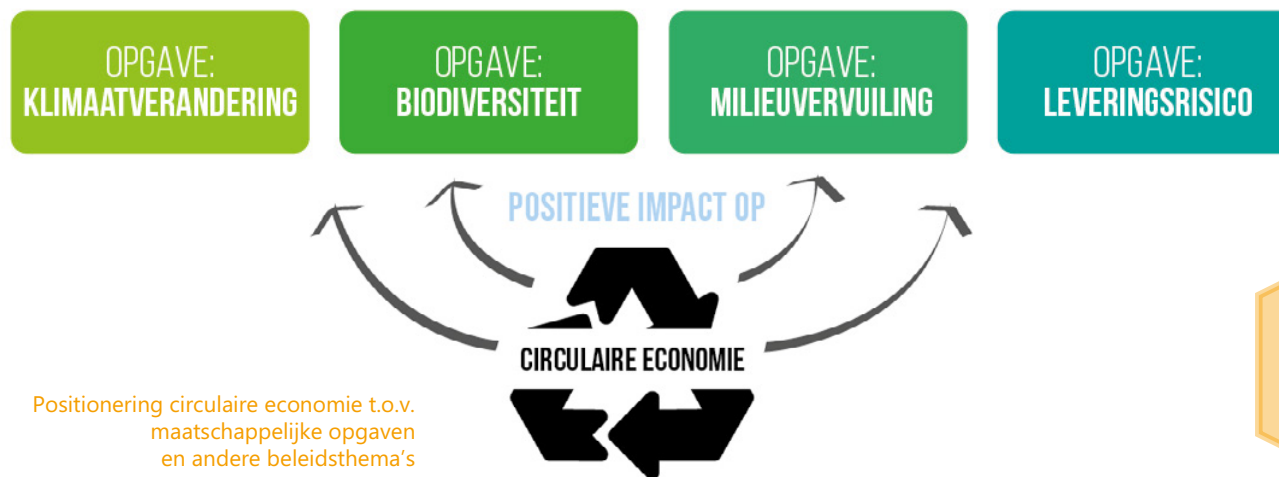 OPGAVE:
KLIMAATVERANDERING
OPGAVE:
BIODIVERSITEIT
OPGAVE:
MILIEUVERVUILING
OPGAVE:
LEVERINGSRISICO
POSITIEVE IMPACT OP
CIRCULAIRE ECONOMIE
Positionering circulaire economie t.o.v.
maatschappelijke opgaven
en andere beleidsthema's